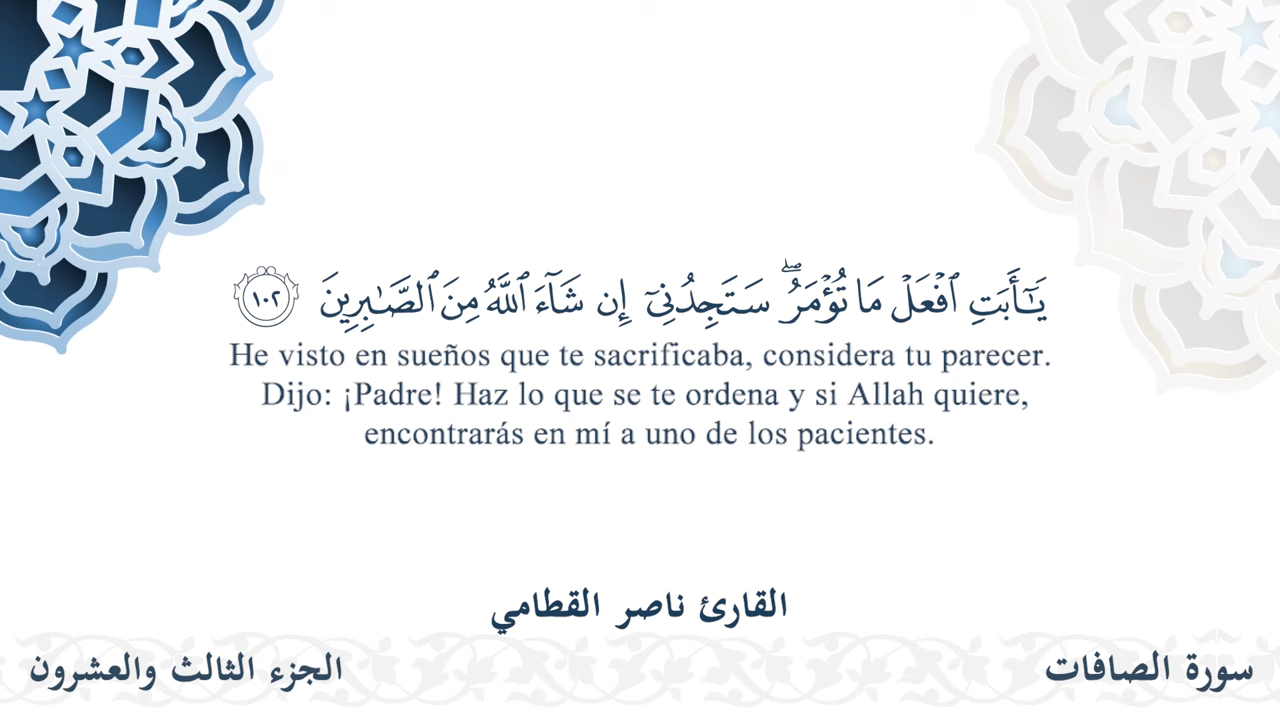 يَـٰٓأَبَتِ ٱفْعَلْ مَا تُؤْمَرُ ۖ سَتَجِدُنِىٓ إِن شَآءَ ٱللَّهُ مِنَ ٱلصَّـٰبِرِينَ ١٠٢
He visto en sueños que te sacrificaba, considera tu parecer.
Dijo: ¡Padre! Haz lo que se te ordena y si Allah quiere,
encontrarás en mí a uno de los pacientes.
القارئ ناصر القطامي
سورة الصافات
الجزء الثالث والعشرون